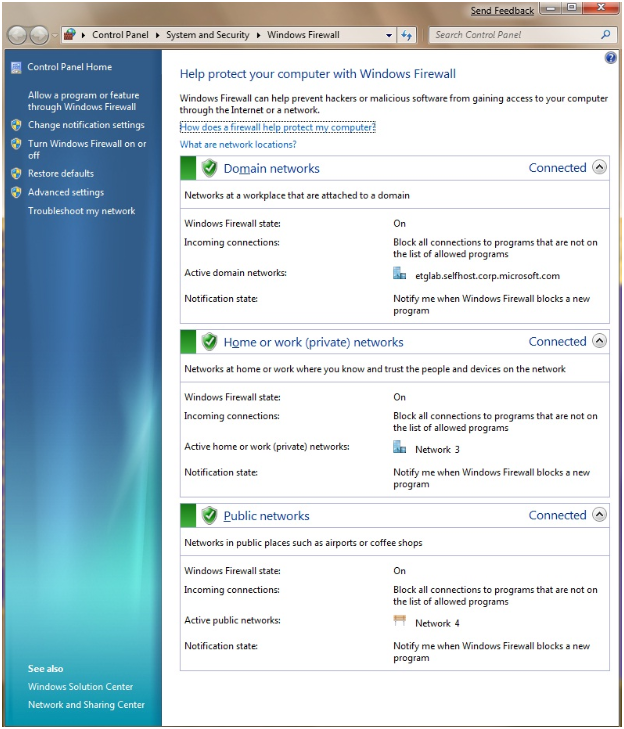 Send Feedback
Control Panel
System and Security
Windows Firewall
Search Control Panel
Control Panel Home
Allow a program or feature
through Windows Firewall
Change notification settings
Turn Windows Firewall on or
off
Restore defaults
Advanced settings
Troubleshoot my network
See also
Windows Solution Center
Network and Sharing Center
Help protect your computer with Windows Firewall
Windows Firewall can help prevent hackers or malicious software from gaining access to your computer
through the Internet or a network.
How does a firewall help protect my computer?
What are network locations?
Domain networks Connected
Networks at a workplace that are attached to a domain
Windows Firewall state: On
Incoming connections: Block all connections to programs that are not on
the list of allowed programs
Active domain networks: etglab.selfhost.corp.microsoft.com
Notification state: Notify me when Windows Firewall blocks a new
program
Home or work (private) networks Connected
Networks at home or work where you know and trust the people and devices on the network
Windows Firewall state: On
Incoming connections: Block all connections to programs that are not on
the list of allowed programs
Active home or work (private) networks: Network 3
Notification state: Notify me when Windows Firewall blocks a new
program
Public networks Connected
Networks in public places such as airports or coffee shops
Windows Firewall state: On
Incoming connections: Block all connections to programs that are not on
the list of allowed programs
Active public networks: Network 4
Notification state: Notify me when Windows Firewall blocks a new
program